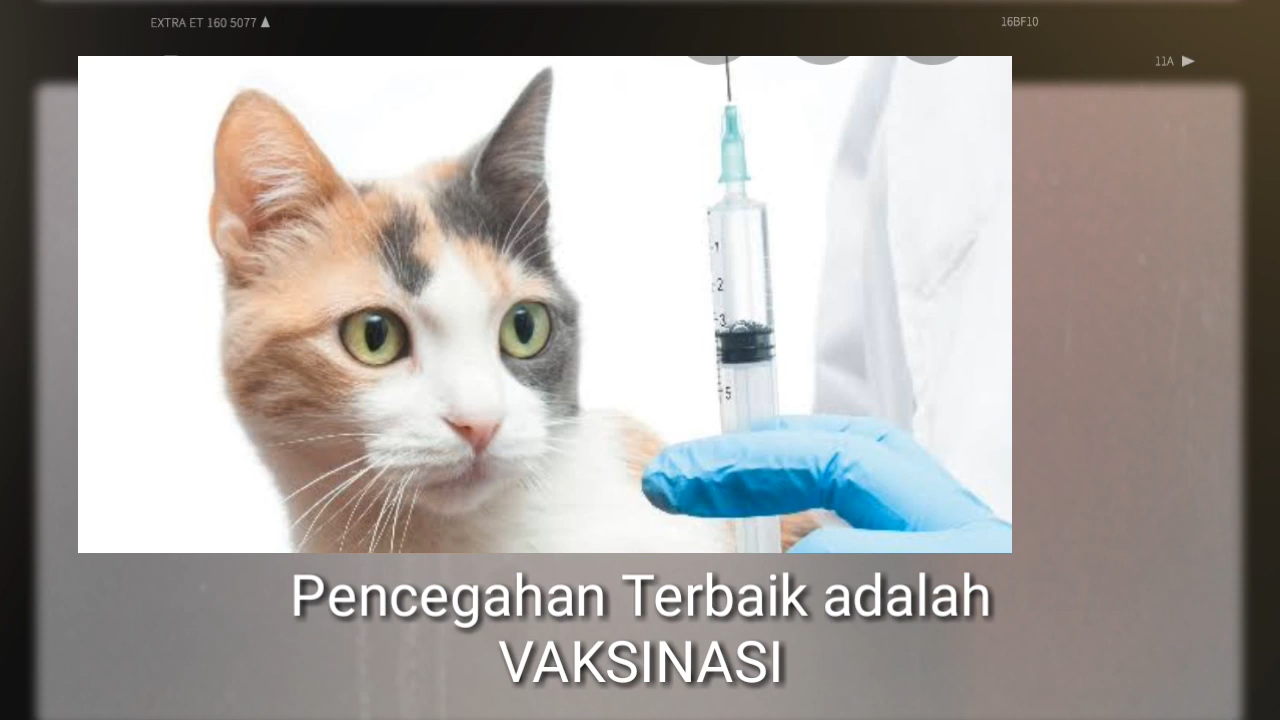 EXTRA ET 160 5077 ▲
16BF10
11A ▶
1
2
3
5
Pencegahan Terbaik adalah
VAKSINASI